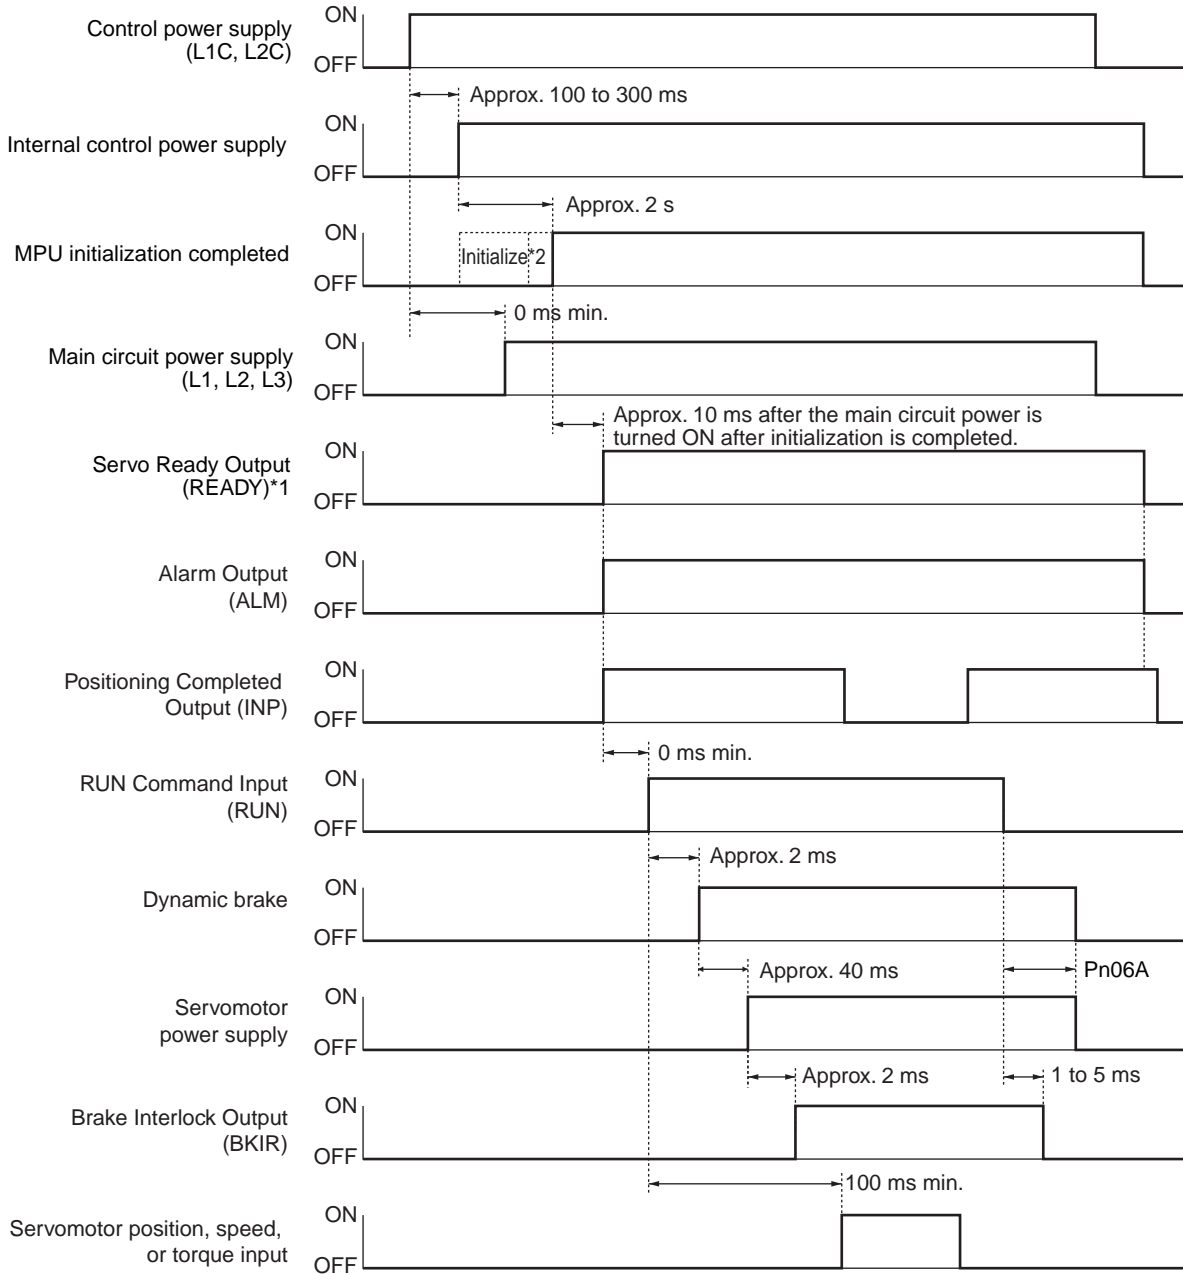 Control power supply
(L1C, L2C)
ON
OFF
Approx. 100 to 300 ms
Internal control power supply
ON
OFF
Approx. 2 s
MPU initialization completed
ON
OFF
Initialize*2
0 ms min.
Main circuit power supply
(L1, L2, L3)
ON
OFF
Approx. 10 ms after the main circuit power is
turned ON after initialization is completed.
Servo Ready Output
(READY)*1
ON
OFF
Alarm Output
(ALM)
ON
OFF
Positioning Completed
Output (INP)
ON
OFF
0 ms min.
RUN Command Input
(RUN)
ON
OFF
Approx. 2 ms
Dynamic brake
ON
OFF
Approx. 40 ms
Pn06A
Servomotor
power supply
ON
OFF
Approx. 2 ms
1 to 5 ms
Brake Interlock Output
(BKIR)
ON
OFF
100 ms min.
Servomotor position, speed,
or torque input
ON
OFF